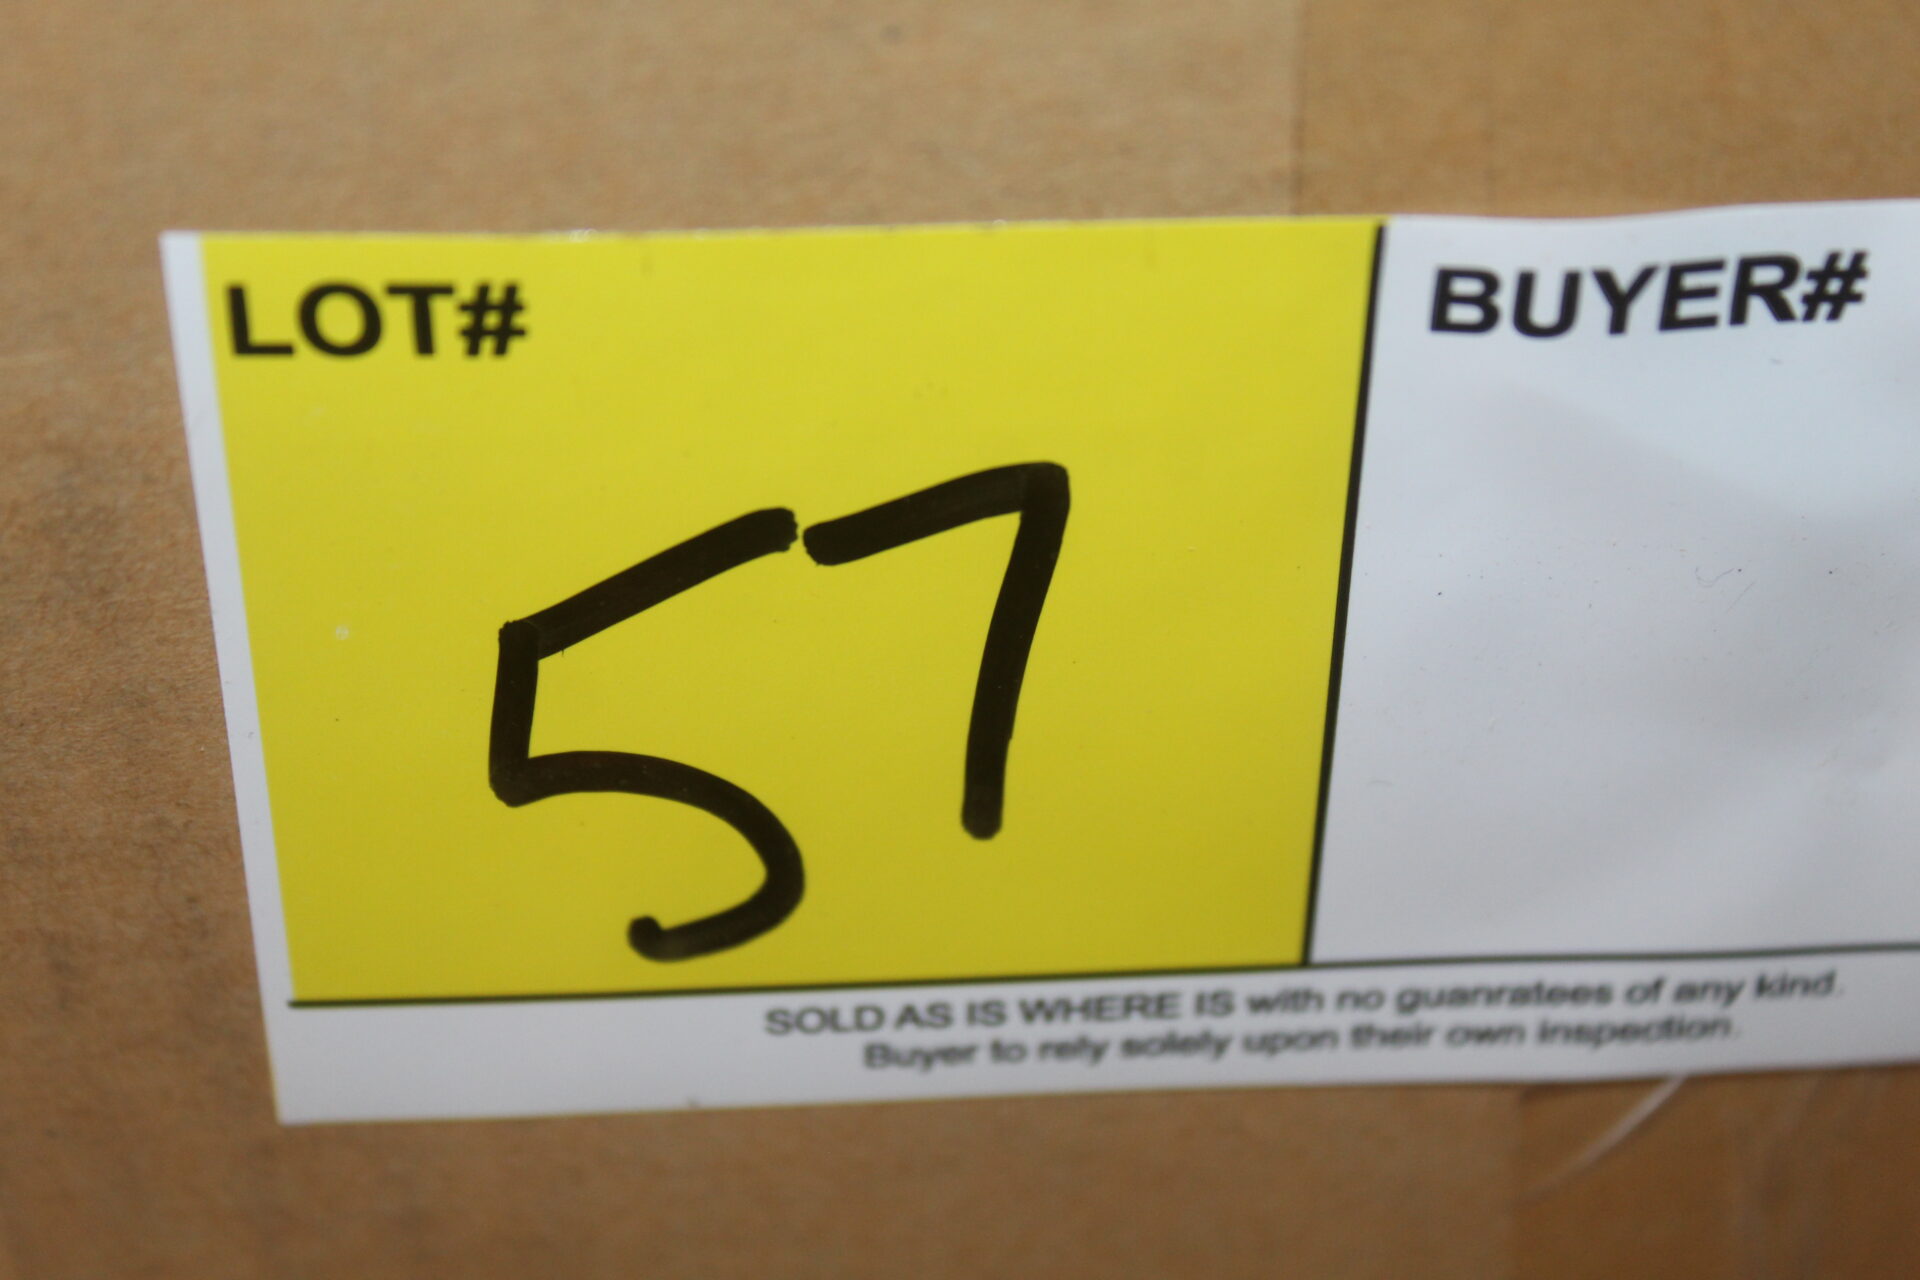 LOT# BUYER#
57
SOLD AS IS WHERE IS with no guanratees of any kind.
Buyer to rely solely upon their own inspection.